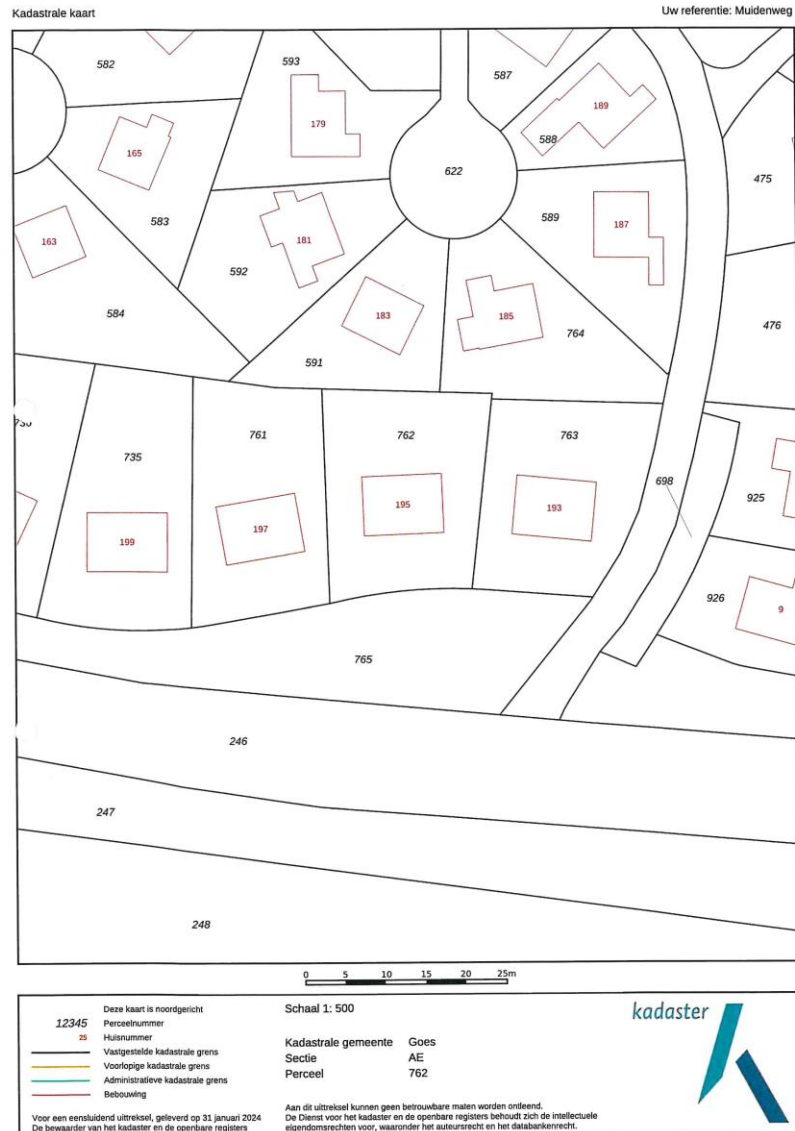 Kadastrale kaart
Uw referentie: Muidenweg
582
593
587
189
179
588
165
622
475
583
589
187
163
181
592
584
183
185
764
476
591
761
762
763
735
698
195
193
925
197
199
926
9
765
246
247
248
0 5 10 15 20 25m
Deze kaart is noordgericht
12345 Perceelnummer
25 Huisnummer
Vastgestelde kadastrale grens
Voorlopige kadastrale grens
Administratieve kadastrale grens
Bebouwing
Voor een eensluidend uittreksel, geleverd op 31 januari 2024
De bewaarder van het kadaster en de openbare registers
Schaal 1: 500
Kadastrale gemeente Goes
Sectie AE
Perceel 762
Aan dit uittreksel kunnen geen betrouwbare maten worden ontleend.
De Dienst voor het kadaster en de openbare registers behoudt zich de intellectuele
eigendomsrechten voor, waaronder het auteursrecht en het databankenrecht.
kadaster